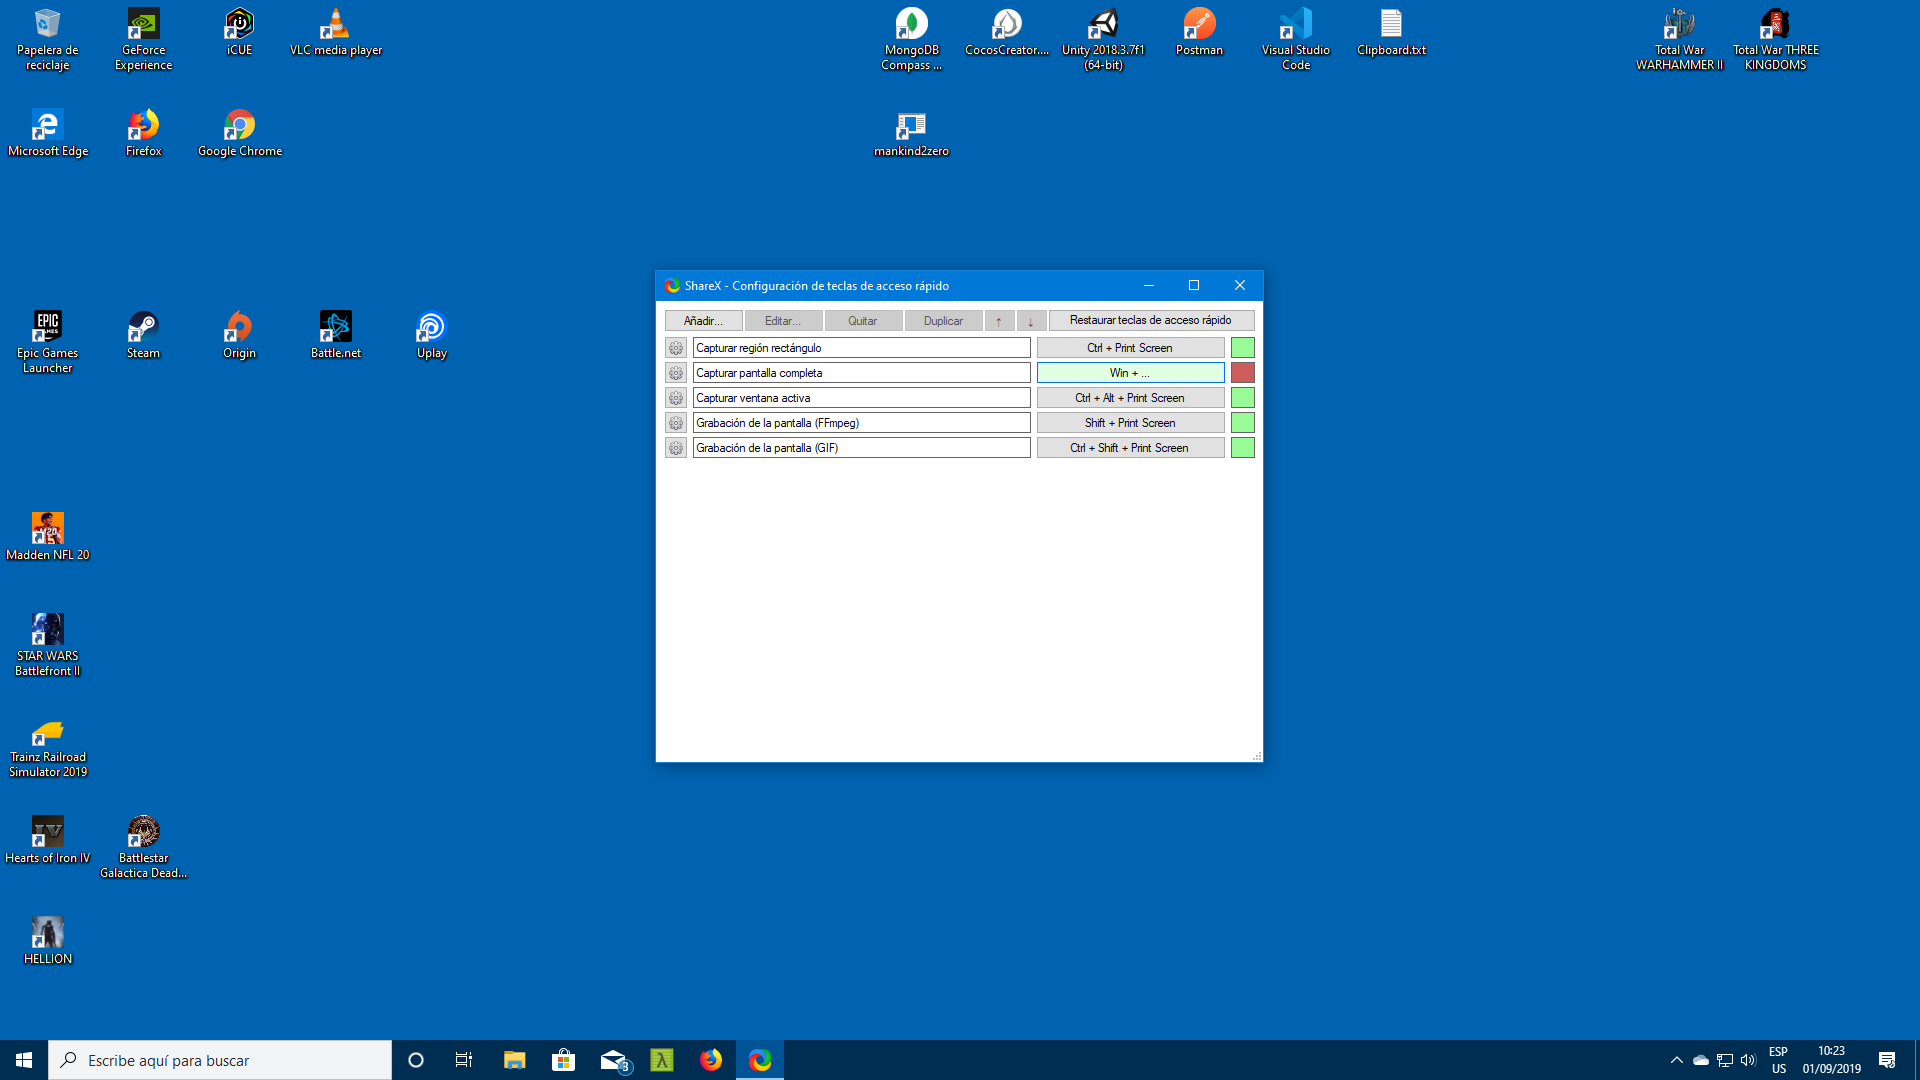 Papelera de
reciclaje
GeForce
Experience
iCUE
VLC media player
MongoDB
Compass ...
CocosCreator....
Unity 2018.3.7f1
(64-bit)
Postman
Visual Studio
Code
Clipboard.txt
Total War
WARHAMMER II
Total War THREE
KINGDOMS
Microsoft Edge
Firefox
Google Chrome
mankind2zero
ShareX - Configuración de teclas de acceso rápido
Añadir...
Editar...
Quitar
Duplicar
↑
↓
Restaurar teclas de acceso rápido
Capturar región rectángulo
Ctrl + Print Screen
Capturar pantalla completa
Win + ...
Capturar ventana activa
Ctrl + Alt + Print Screen
Grabación de la pantalla (FFmpeg)
Shift + Print Screen
Grabación de la pantalla (GIF)
Ctrl + Shift + Print Screen
EPIC
GAMES
Epic Games
Launcher
Steam
Origin
Battle.net
Uplay
Madden NFL 20
STAR WARS
Battlefront II
Trainz Railroad
Simulator 2019
IV
Hearts of Iron IV
Battlestar
Galactica Dead...
HELLION
Escribe aquí para buscar
3
λ
ESP
US
10:23
01/09/2019